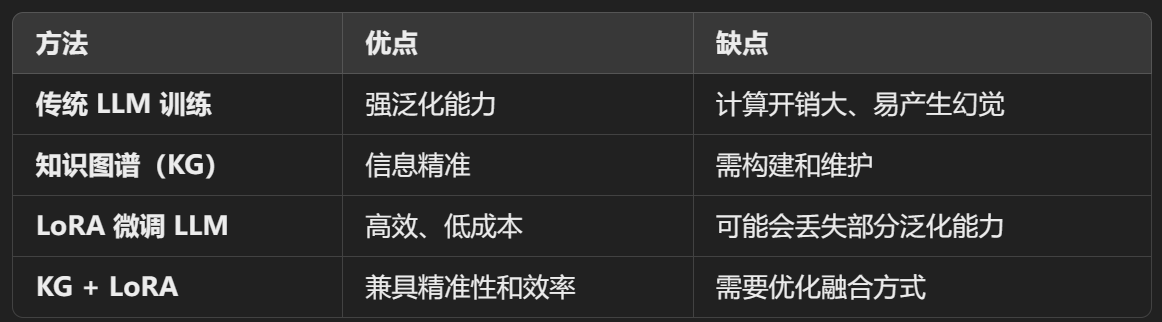 方法 优点 缺点
传统 LLM 训练 强泛化能力 计算开销大、易产生幻觉
知识图谱（KG） 信息精准 需构建和维护
LoRA 微调 LLM 高效、低成本 可能会丢失部分泛化能力
KG + LoRA 兼具精准性和效率 需要优化融合方式